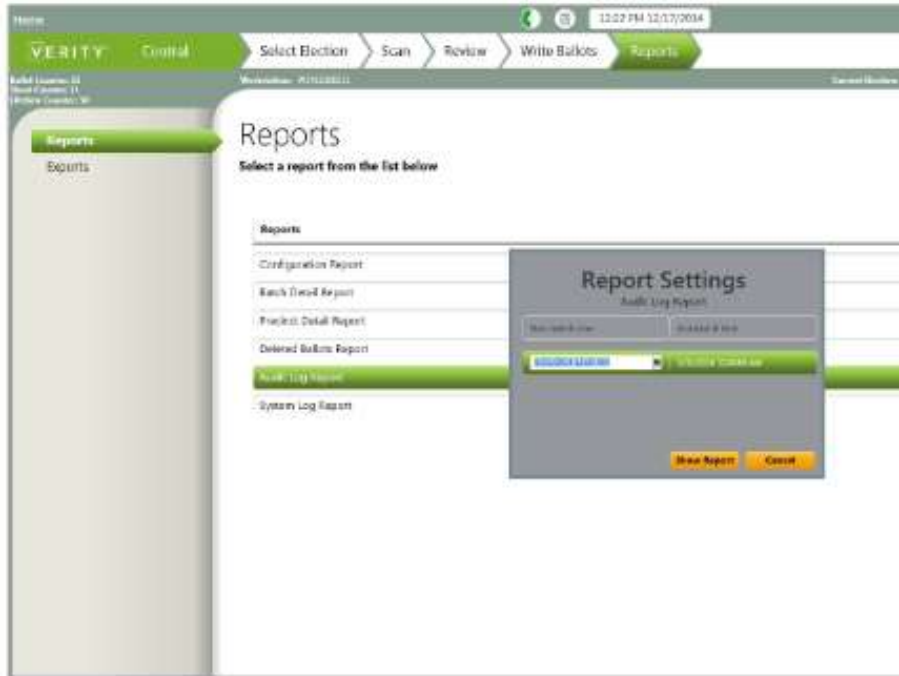 Home
12:02 PM 12/17/2014
VERITY Central
Select Election Scan Review Write Ballots Reports
Reports
Exports
Reports
Select a report from the list below
Reports
Configuration Report
Batch Detail Report
Precinct Detail Report
Deleted Ballots Report
Audit Log Report
System Log Report
Report Settings
Audit Log Report
Show Report Cancel